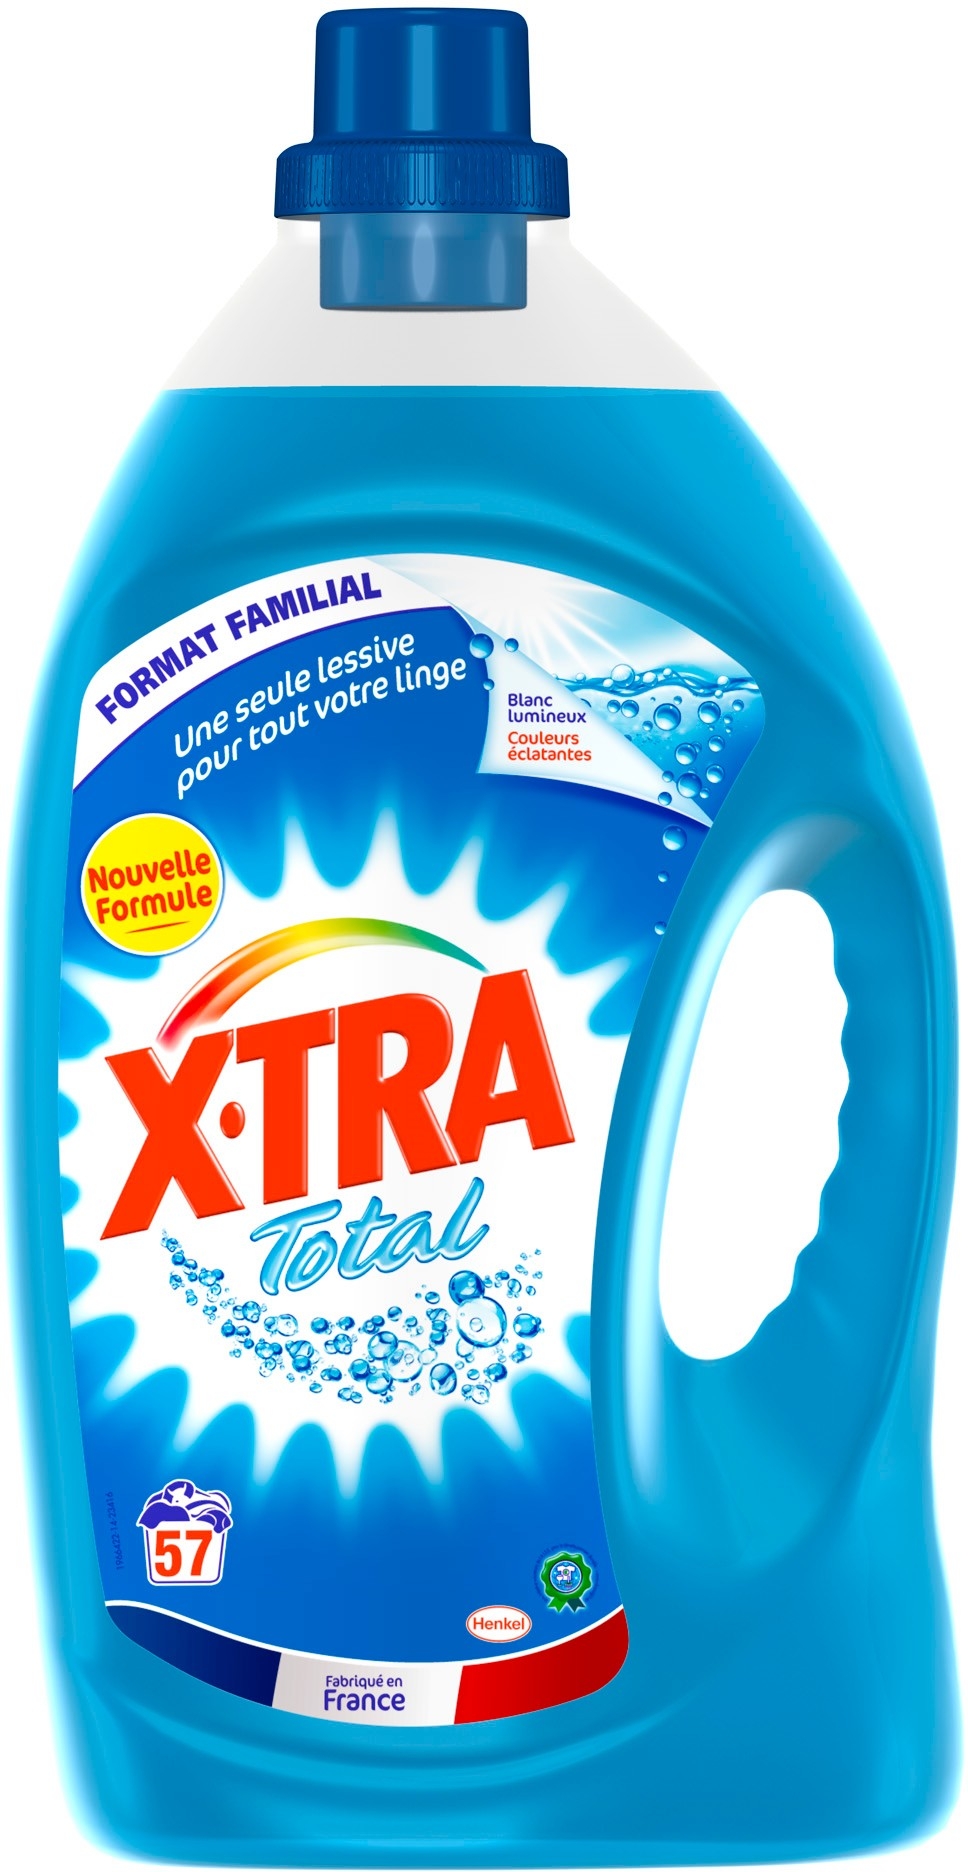 FORMAT FAMILIAL
Une seule lessive
pour tout votre linge
Blanc
lumineux
Couleurs
éclatantes
Nouvelle
Formule
X·TRA
Total
57
Henkel
Fabriqué en
France